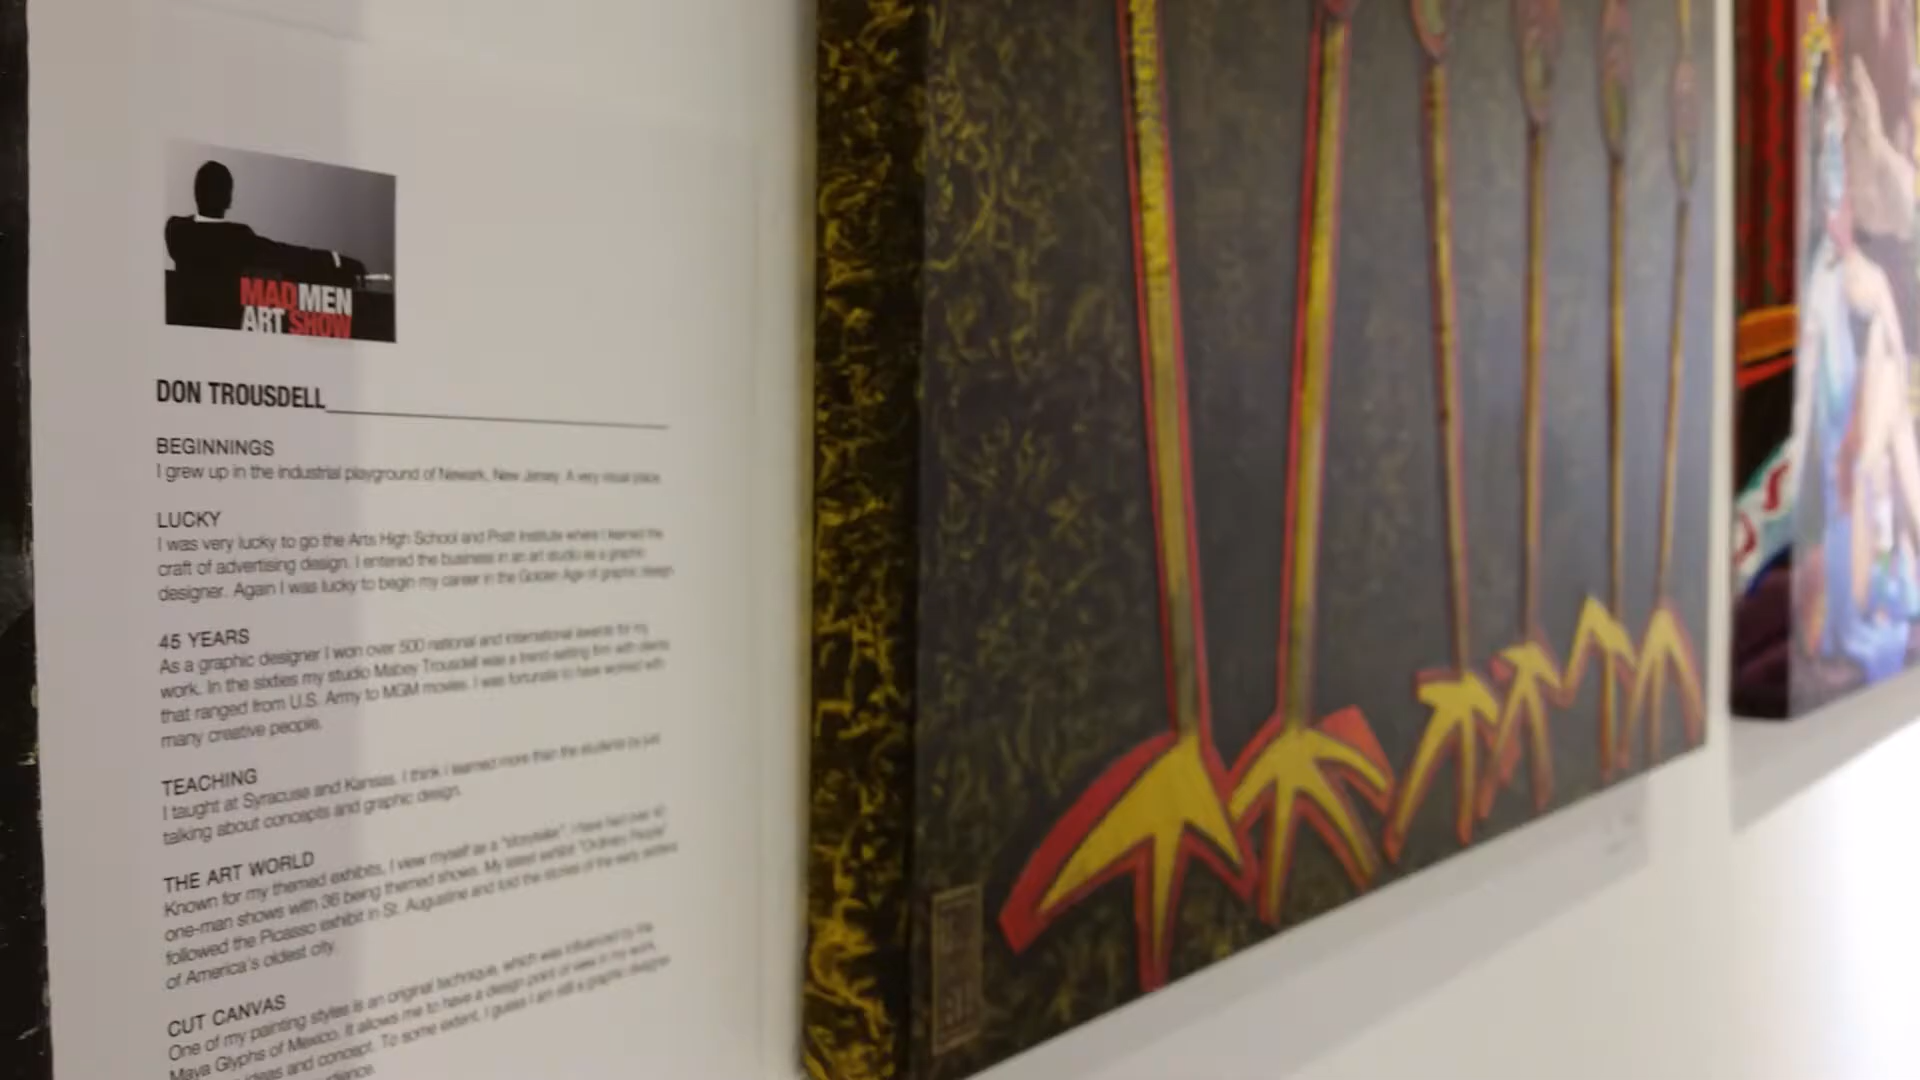 MADMEN
ART SHOW
DON TROUSDELL
BEGINNINGS
I grew up in the industrial playground of Newark, New Jersey. A very visual place.
LUCKY
I was very lucky to go the Arts High School and Pratt Institute where I learned the
craft of advertising design. I entered the business in an art studio as a graphic
designer. Again I was lucky to begin my career in the Golden Age of graphic design
45 YEARS
As a graphic designer I won over 500 national and international awards for my
work. In the sixties my studio Mabey Trousdell was a trend-setting firm with clients
that ranged from U.S. Army to MGM movies. I was fortunate to have worked with
many creative people.
TEACHING
I taught at Syracuse and Kansas. I think I learned more than the students by just
talking about concepts and graphic design.
THE ART WORLD
Known for my themed exhibits, I view myself as a "storyteller". I have had over 40
one-man shows with 36 being themed shows. My latest exhibit "Ordinary People"
followed the Picasso exhibit in St. Augustine and told the stories of the early settlers
of America's oldest city.
CUT CANVAS
One of my painting styles is an original technique, which was influenced by the
Maya Glyphs of Mexico. It allows me to have a design point of view in my work,
ideas and concept. To some extent, I guess I am still a graphic designer